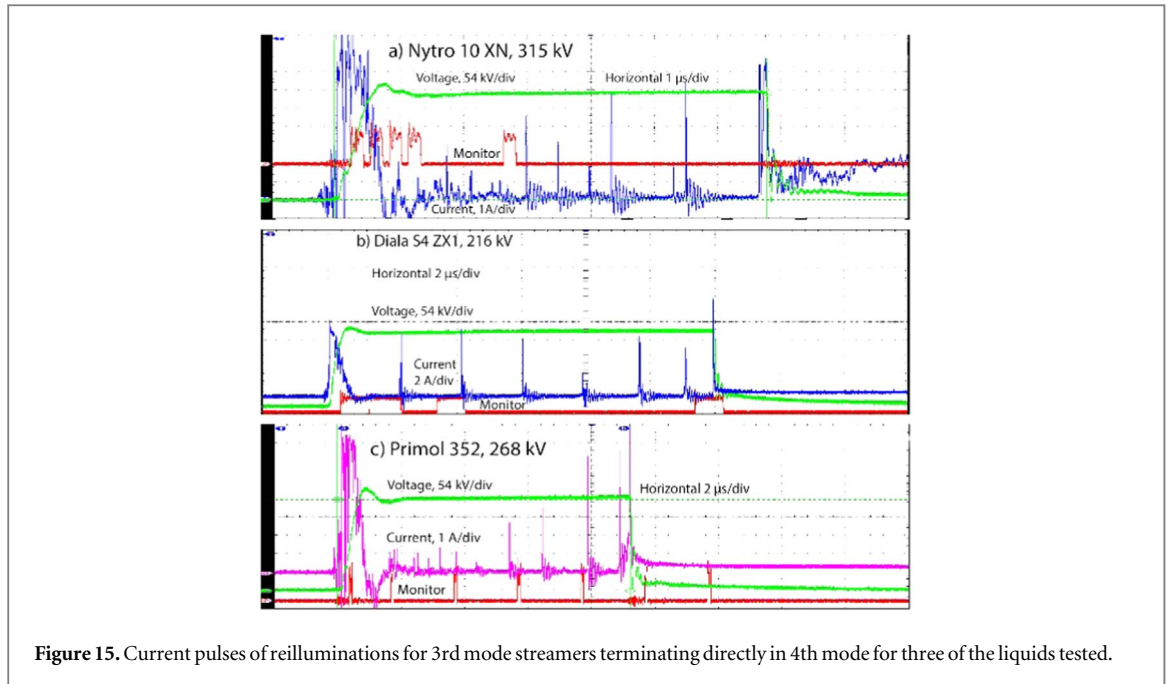 a) Nytro 10 XN, 315 kV
Voltage, 54 kV/div
Horizontal 1 µs/div
Monitor
Current, 1A/div
b) Diala S4 ZX1, 216 kV
Horizontal 2 µs/div
Voltage, 54 kV/div
Current
2 A/div
Monitor
c) Primol 352, 268 kV
Voltage, 54 kV/div
Horizontal 2 µs/div
Current, 1 A/div
Monitor
Figure 15. Current pulses of reilluminations for 3rd mode streamers terminating directly in 4th mode for three of the liquids tested.